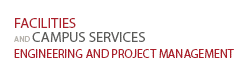 FACILITIES
AND CAMPUS SERVICES
ENGINEERING AND PROJECT MANAGEMENT